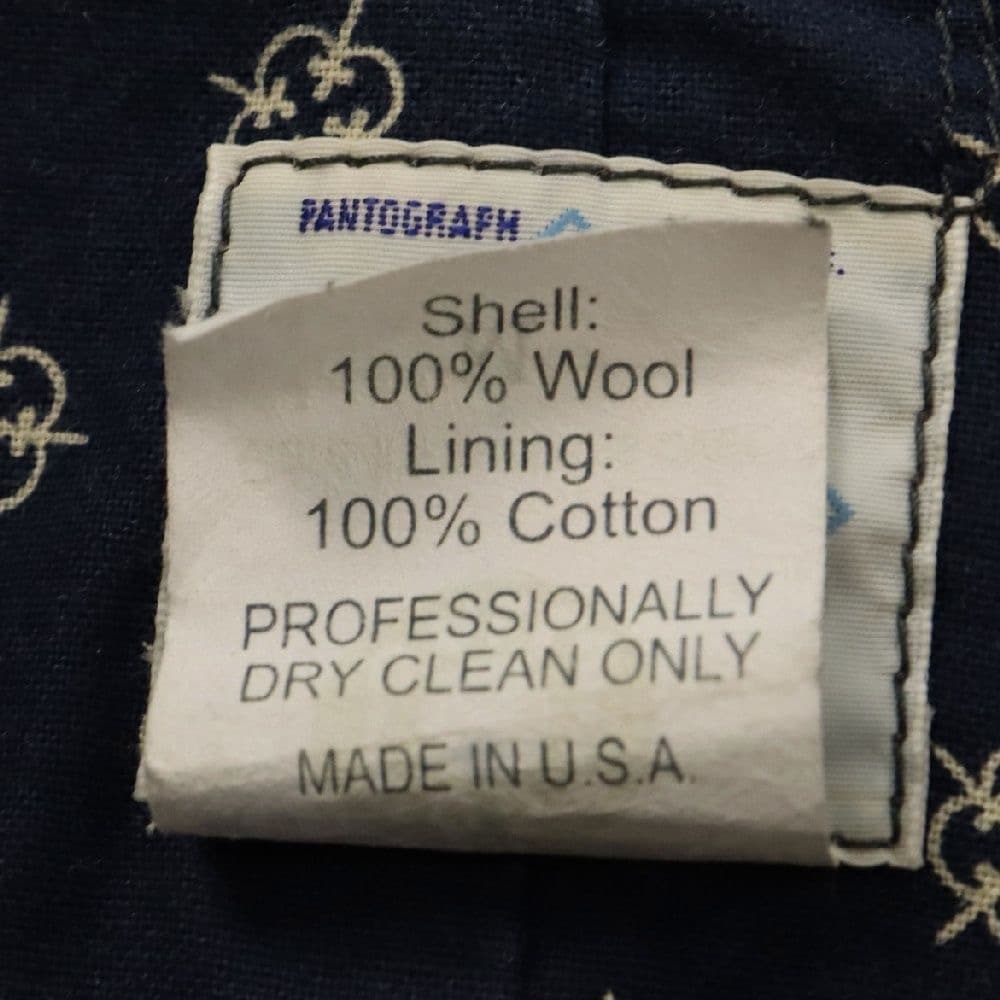 PANTOGRAPH
Shell:
100% Wool
Lining:
100% Cotton
PROFESSIONALLY
DRY CLEAN ONLY
MADE IN U.S.A.